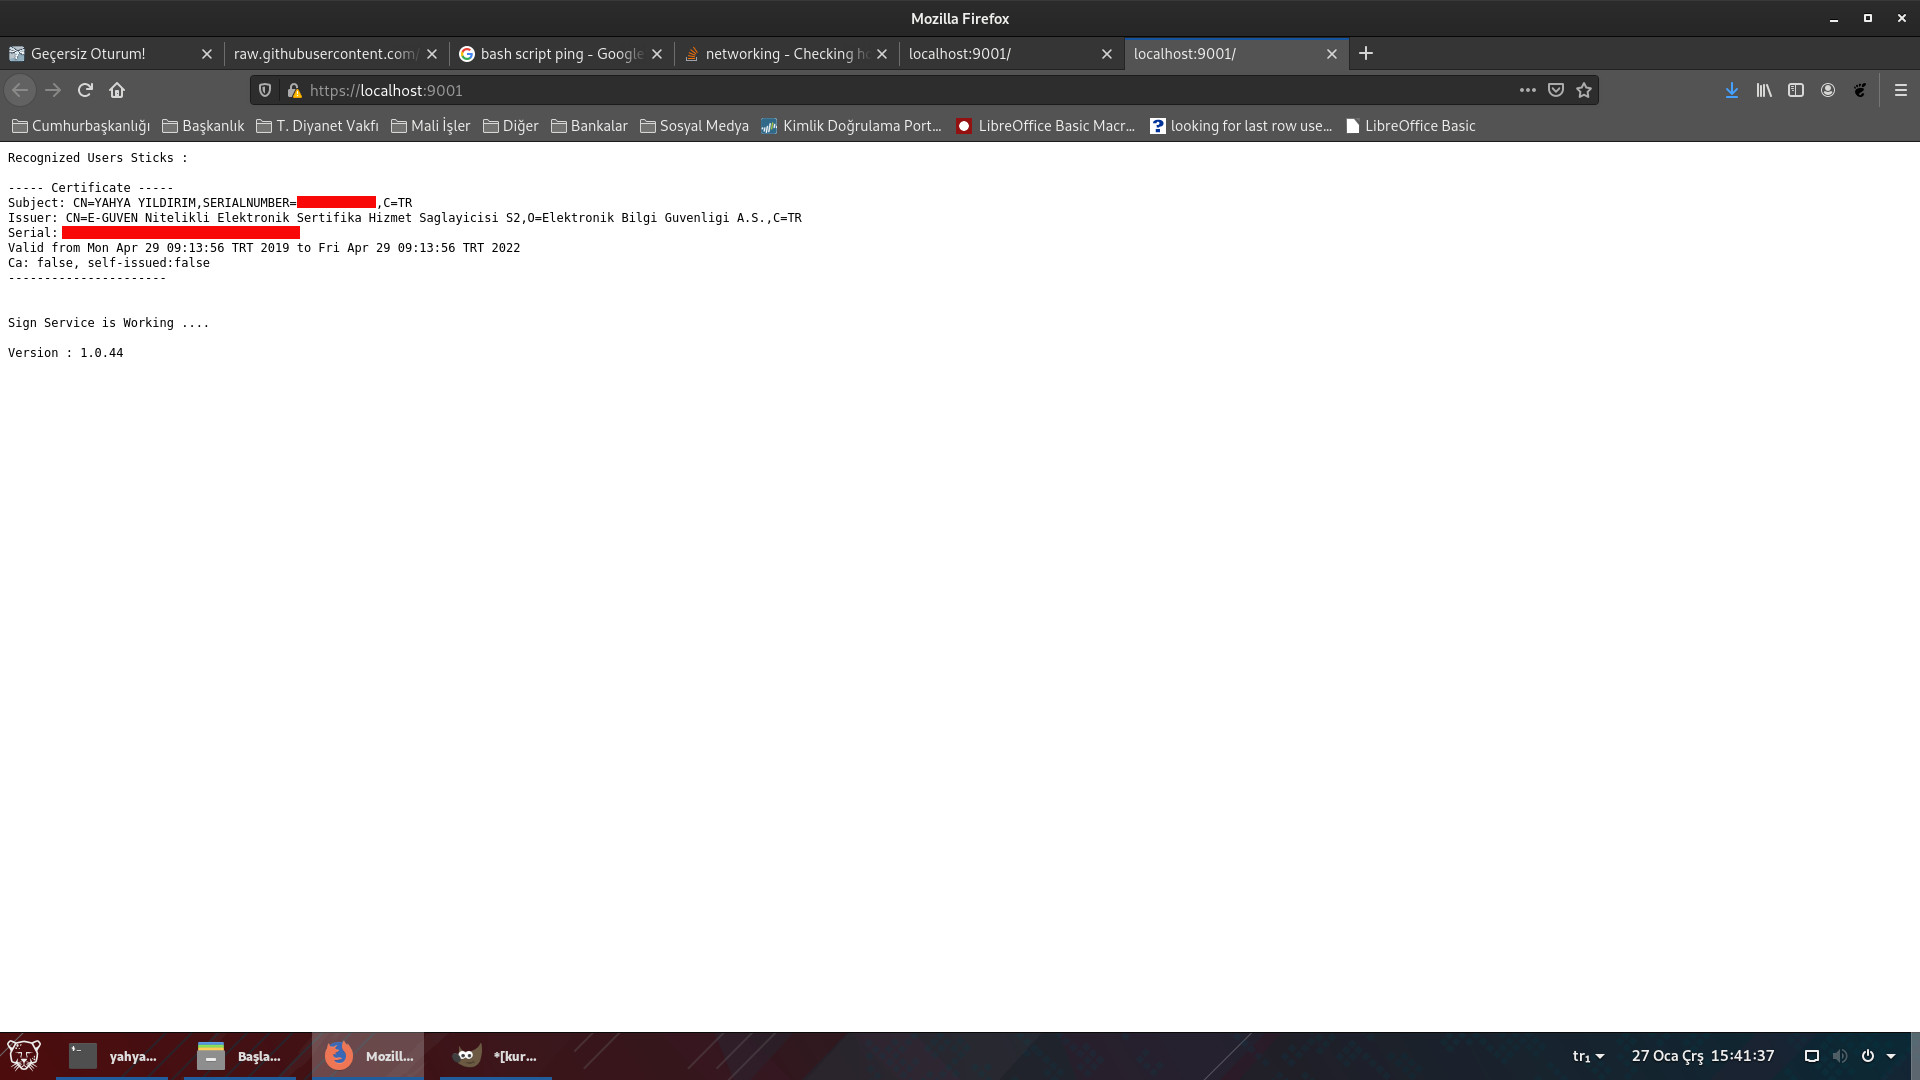 Mozilla Firefox
Geçersiz Oturum!
raw.githubusercontent.com/
bash script ping - Google
networking - Checking ho
localhost:9001/
localhost:9001/
https://localhost:9001
Cumhurbaşkanlığı
Başkanlık
T. Diyanet Vakfı
Mali İşler
Diğer
Bankalar
Sosyal Medya
Kimlik Doğrulama Port...
LibreOffice Basic Macr...
looking for last row use...
LibreOffice Basic
Recognized Users Sticks :
----- Certificate -----
Subject: CN=YAHYA YILDIRIM,SERIALNUMBER= ,C=TR
Issuer: CN=E-GUVEN Nitelikli Elektronik Sertifika Hizmet Saglayicisi S2,O=Elektronik Bilgi Guvenligi A.S.,C=TR
Serial:
Valid from Mon Apr 29 09:13:56 TRT 2019 to Fri Apr 29 09:13:56 TRT 2022
Ca: false, self-issued:false
----------------------
Sign Service is Working ....
Version : 1.0.44
yahya...
Başla...
Mozill...
*[kur...
tr₁
27 Oca Çrş 15:41:37